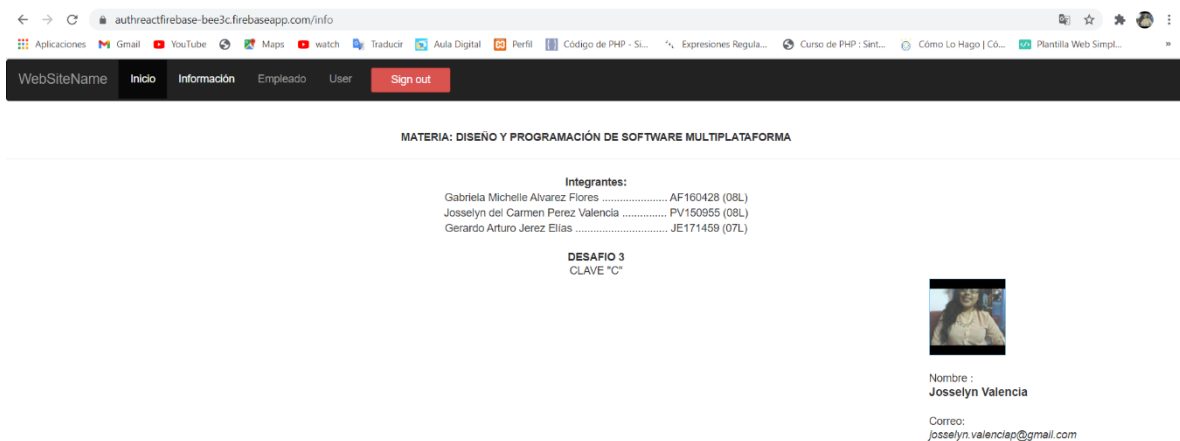 authreactfirebase-bee3c.firebaseapp.com/info
Aplicaciones Gmail YouTube Maps watch Traducir Aula Digital Perfil Código de PHP - Si... Expresiones Regula... Curso de PHP : Sint... Cómo Lo Hago | Có... Plantilla Web Simpl... »
WebSiteName Inicio Información Empleado User Sign out
MATERIA: DISEÑO Y PROGRAMACIÓN DE SOFTWARE MULTIPLATAFORMA
Integrantes:
Gabriela Michelle Alvarez Flores ...................... AF160428 (08L)
Josselyn del Carmen Perez Valencia ............... PV150955 (08L)
Gerardo Arturo Jerez Elías ............................... JE171459 (07L)
DESAFIO 3
CLAVE "C"
Nombre :
Josselyn Valencia
Correo:
josselyn.valenciap@gmail.com